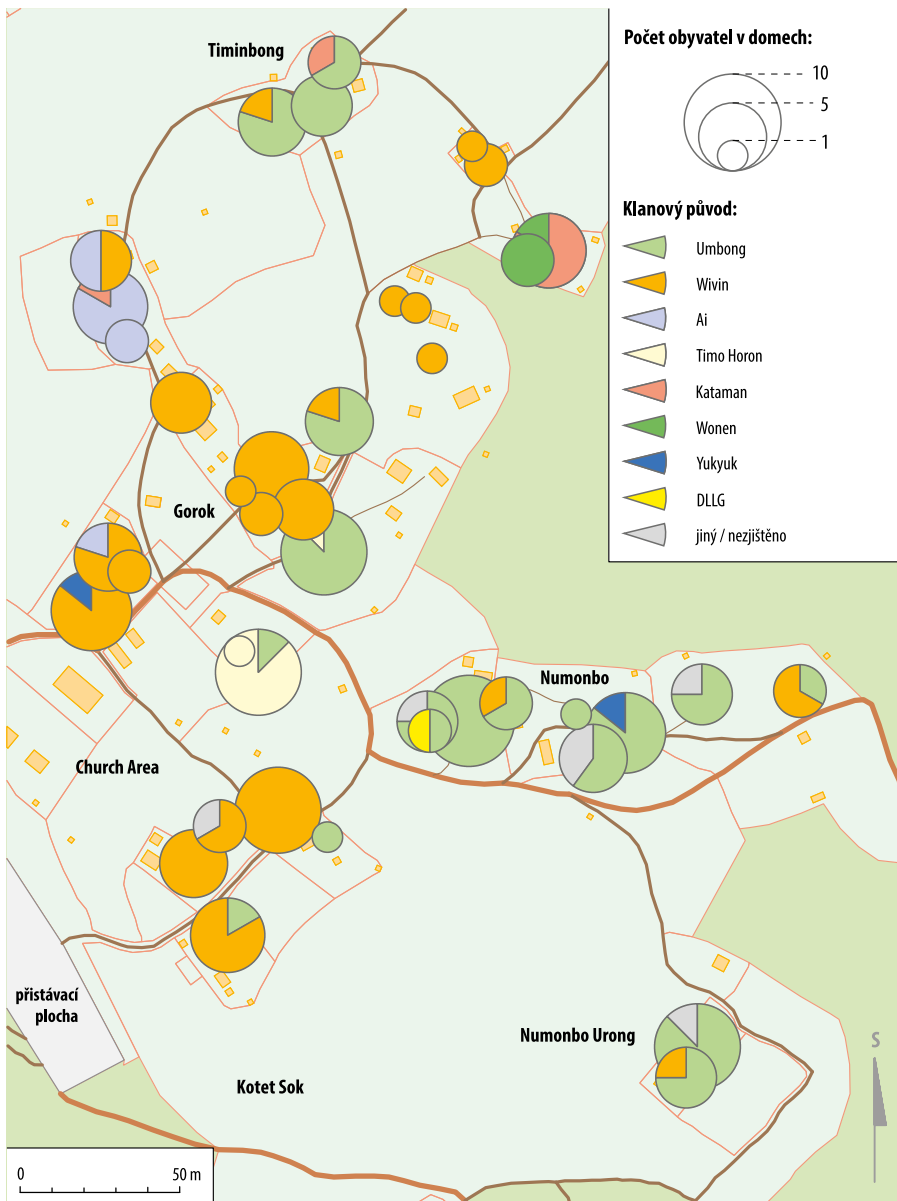 Timinbong
Počet obyvatel v domech:
10
5
1
Klanový původ:
Umbong
Wivin
Ai
Timo Horon
Kataman
Wonen
Yukyuk
DLLG
jiný / nezjištěno
Gorok
Numonbo
Church Area
přistávací
plocha
Numonbo Urong
Kotet Sok
S
0
50 m